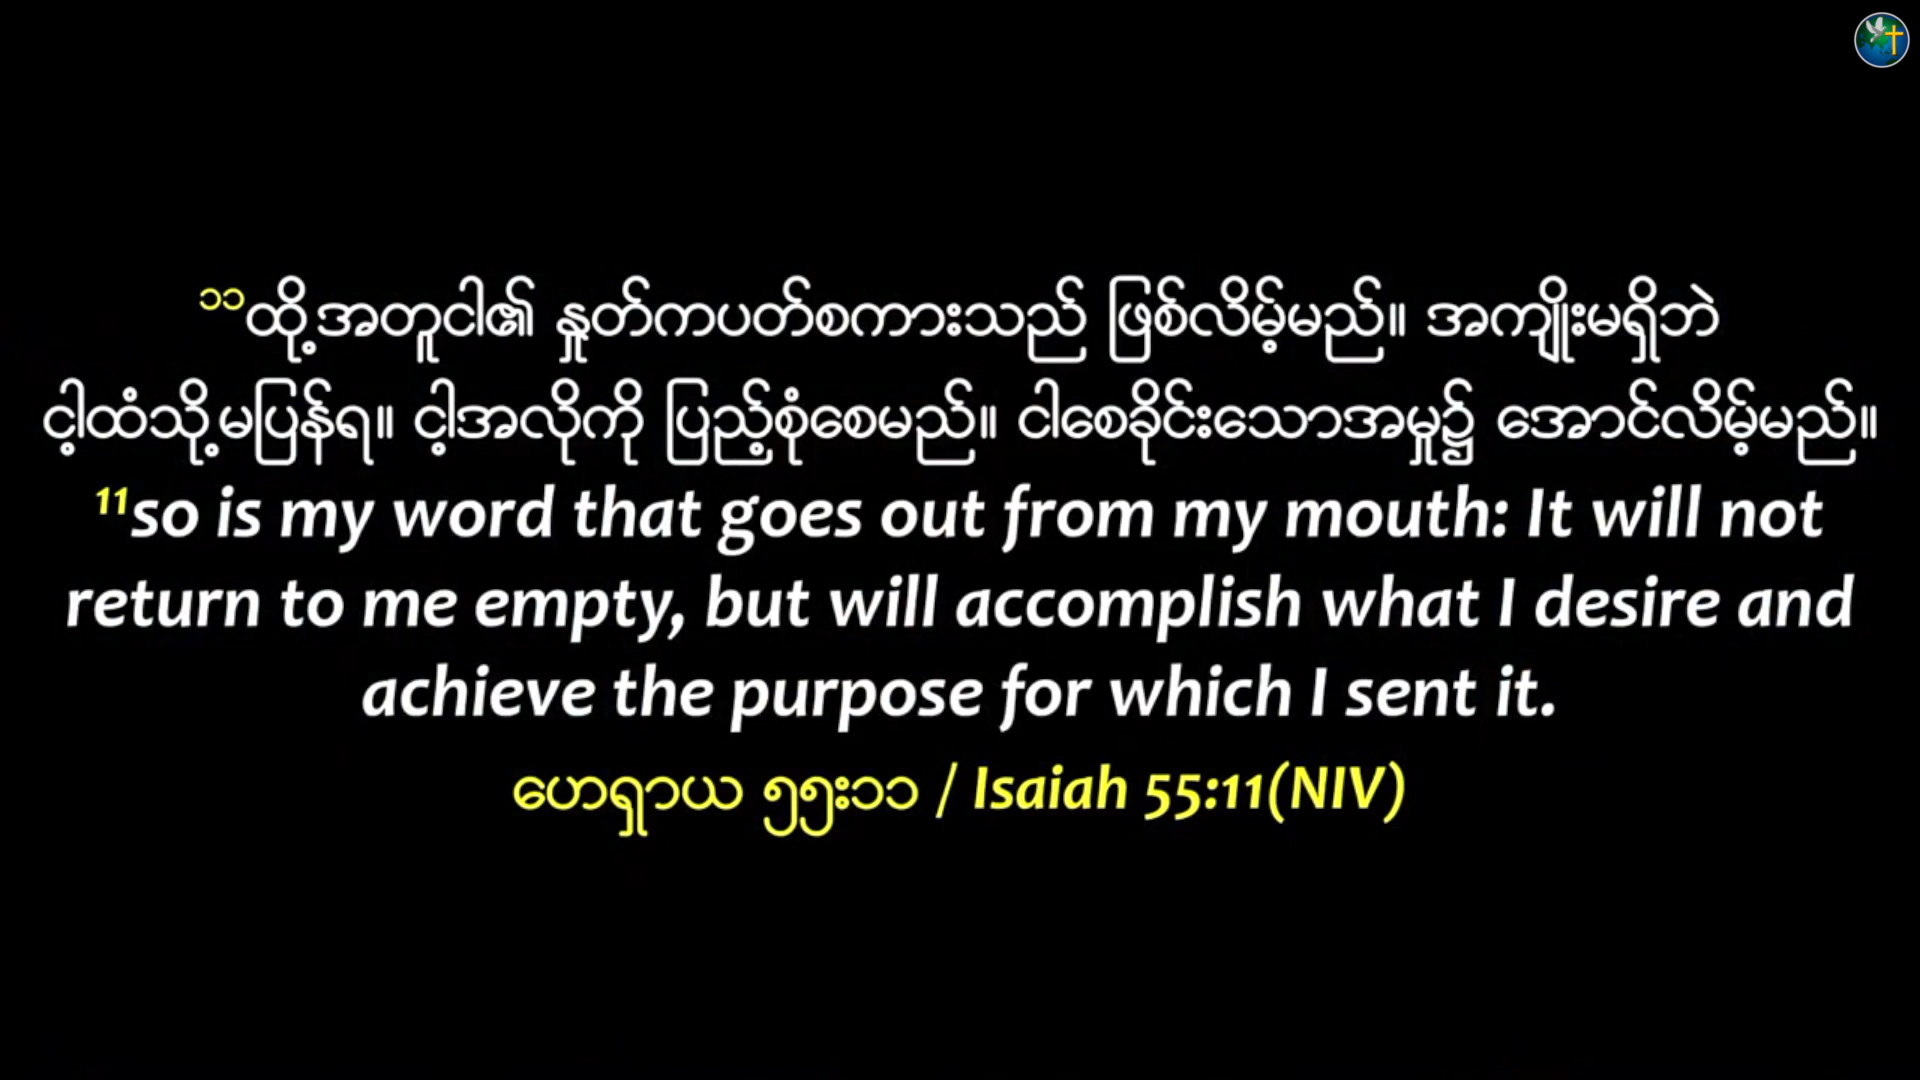 ၁၁ထို့အတူငါ၏ နှုတ်ကပတ်စကားသည် ဖြစ်လိမ့်မည်။ အကျိုးမရှိဘဲ
ငါ့ထံသို့မပြန်ရ။ ငါ့အလိုကို ပြည့်စုံစေမည်။ ငါစေခိုင်းသောအမှု၌ အောင်လိမ့်မည်။
11so is my word that goes out from my mouth: It will not
return to me empty, but will accomplish what I desire and
achieve the purpose for which I sent it.
ဟေရှာယ ၅၅း၁၁ / Isaiah 55:11(NIV)